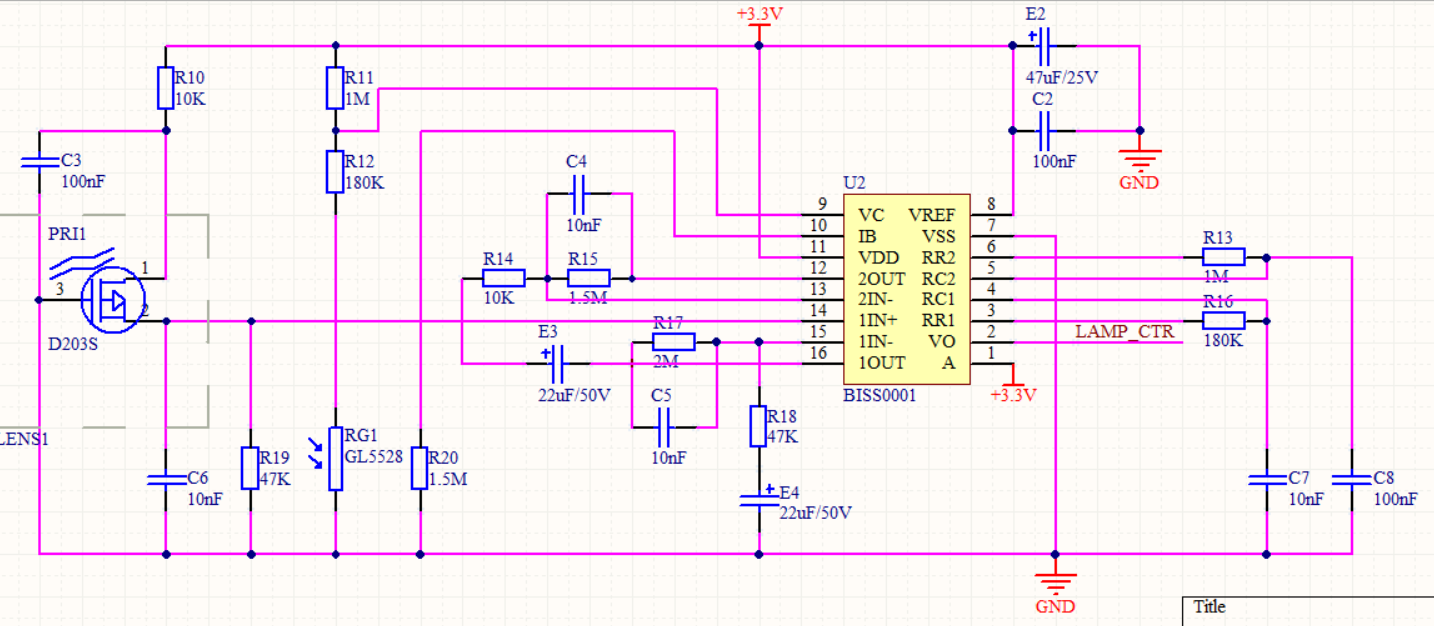 +3.3V
E2
47uF/25V
C2
100nF
GND
R10
10K
R11
1M
R12
180K
C3
100nF
PRI1
1
3
2
D203S
LENS1
C4
10nF
R14
10K
R15
1.5M
E3
22uF/50V
R17
2M
C5
10nF
U2
9 VC VREF 8
10 IB VSS 7
11 VDD RR2 6
12 2OUT RC2 5
13 2IN- RC1 4
14 1IN+ RR1 3
15 1IN- VO 2
16 1OUT A 1
BISS0001
+3.3V
R13
1M
R16
180K
LAMP_CTR
R18
47K
E4
22uF/50V
C6
10nF
R19
47K
RG1
GL5528
R20
1.5M
C7
10nF
C8
100nF
GND
Title